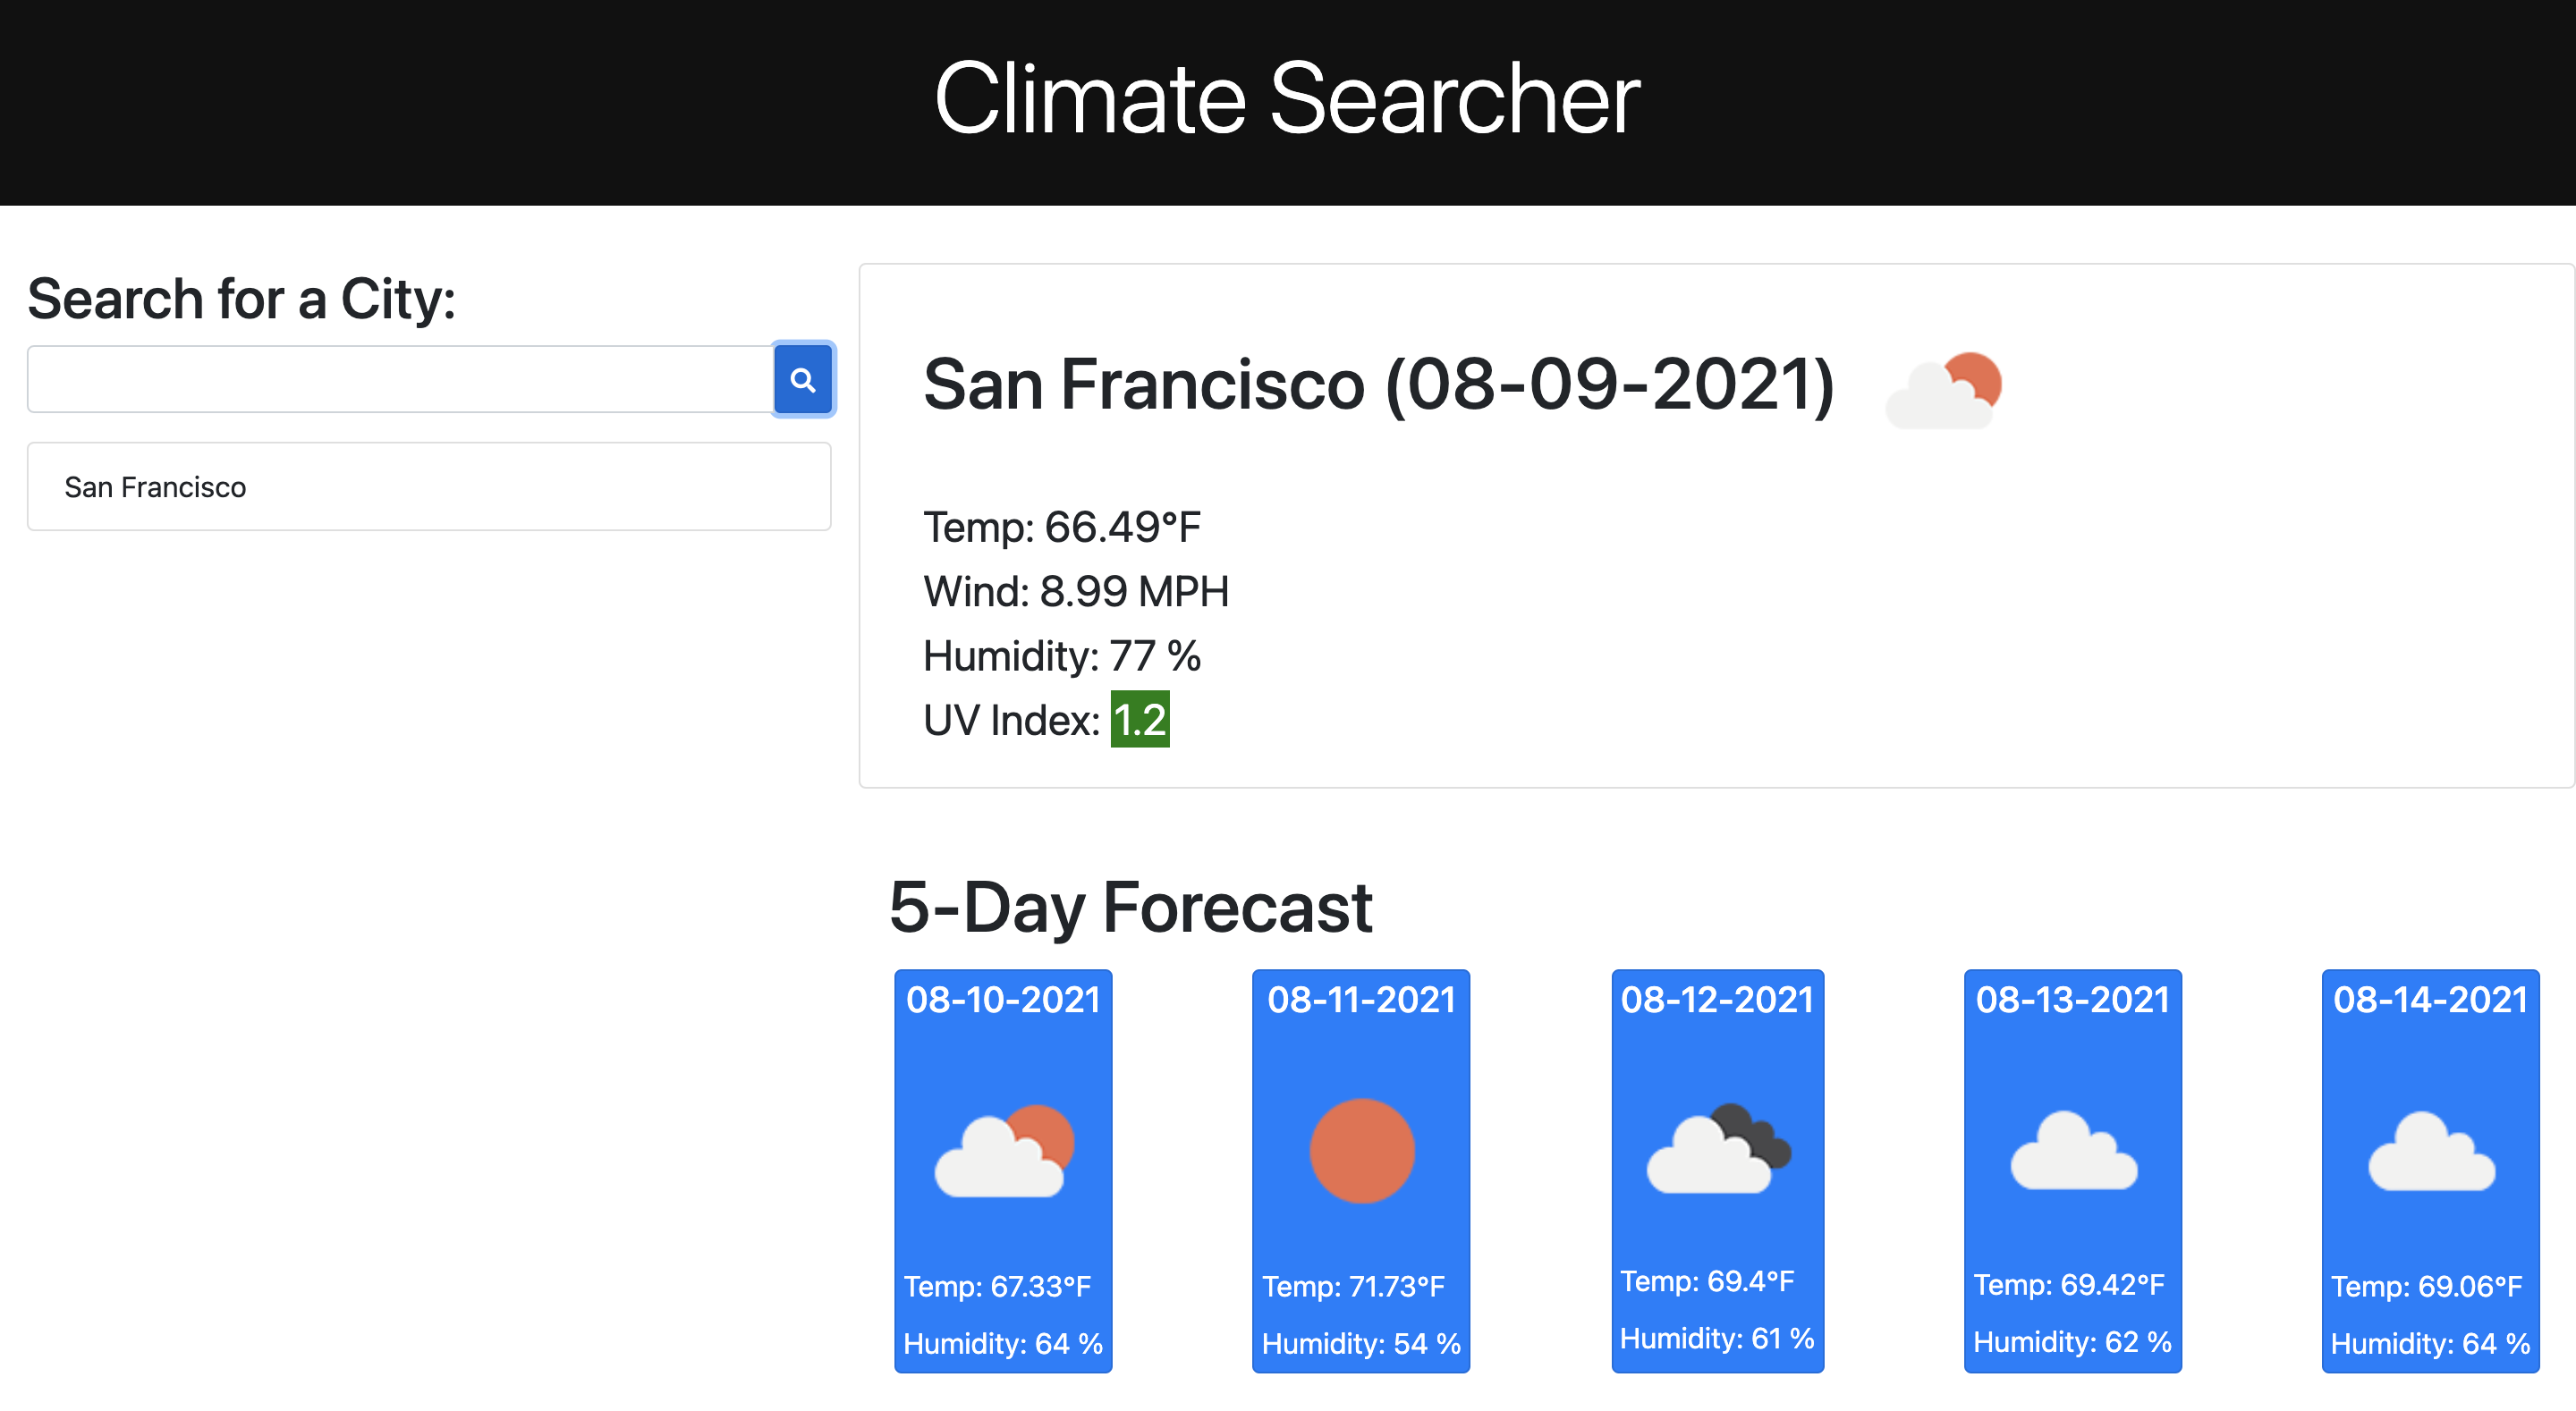 Climate Searcher
Search for a City:
San Francisco
San Francisco (08-09-2021)
Temp: 66.49°F
Wind: 8.99 MPH
Humidity: 77 %
UV Index: 1.2
5-Day Forecast
08-10-2021
Temp: 67.33°F
Humidity: 64 %
08-11-2021
Temp: 71.73°F
Humidity: 54 %
08-12-2021
Temp: 69.4°F
Humidity: 61 %
08-13-2021
Temp: 69.42°F
Humidity: 62 %
08-14-2021
Temp: 69.06°F
Humidity: 64 %